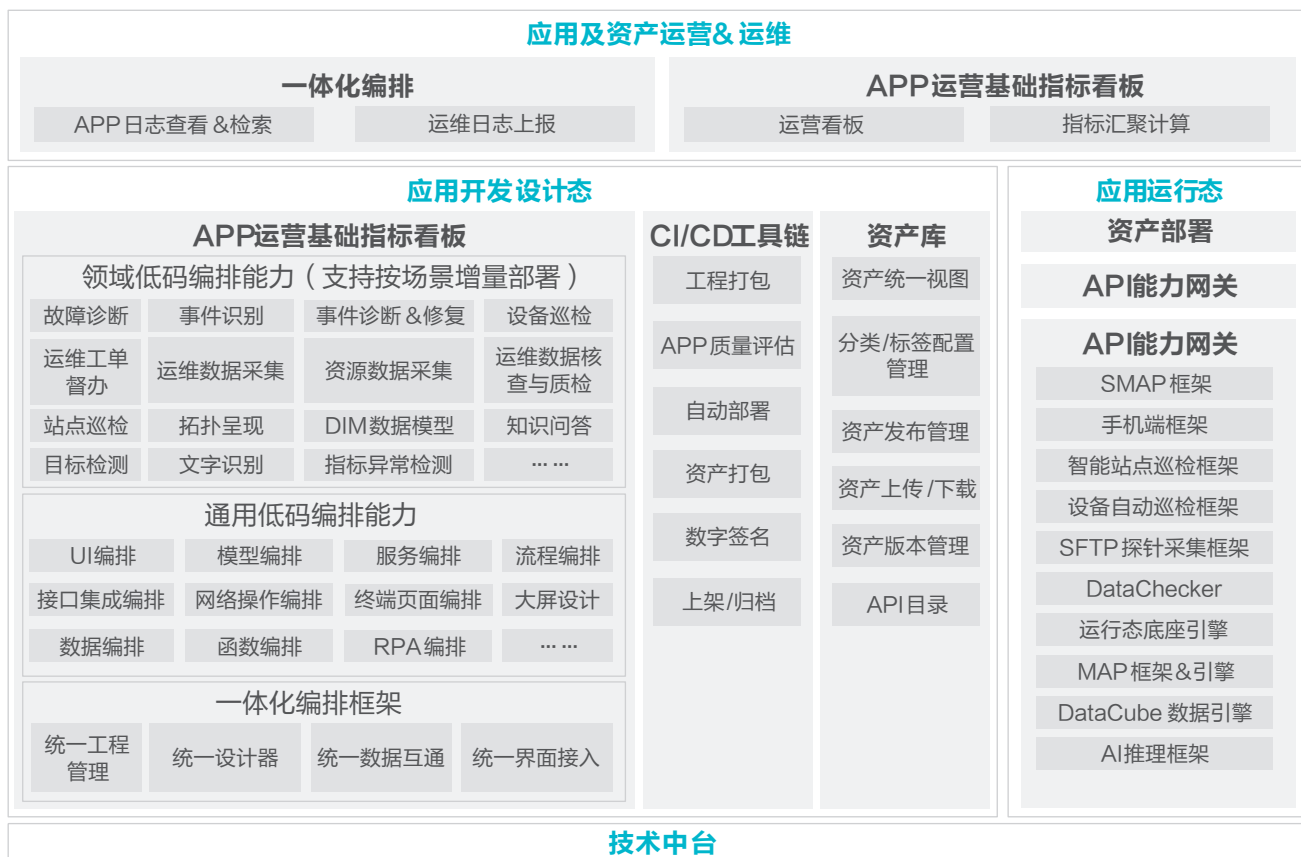 应用及资产运营&运维
一体化编排
APP日志查看&检索
运维日志上报
APP运营基础指标看板
运营看板
指标汇聚计算
应用开发设计态
APP运营基础指标看板
领域低码编排能力（支持按场景增量部署）
故障诊断
事件识别
事件诊断&修复
设备巡检
运维工单
督办
运维数据采集
资源数据采集
运维数据核
查与质检
站点巡检
拓扑呈现
DIM数据模型
知识问答
目标检测
文字识别
指标异常检测
... ...
通用低码编排能力
UI编排
模型编排
服务编排
流程编排
接口集成编排
网络操作编排
终端页面编排
大屏设计
数据编排
函数编排
RPA编排
... ...
一体化编排框架
统一工程
管理
统一设计器
统一数据互通
统一界面接入
CI/CD工具链
工程打包
APP质量评估
自动部署
资产打包
数字签名
上架/归档
资产库
资产统一视图
分类/标签配置
管理
资产发布管理
资产上传/下载
资产版本管理
API目录
应用运行态
资产部署
API能力网关
API能力网关
SMAP框架
手机端框架
智能站点巡检框架
设备自动巡检框架
SFTP探针采集框架
DataChecker
运行态底座引擎
MAP框架&引擎
DataCube 数据引擎
AI推理框架
技术中台